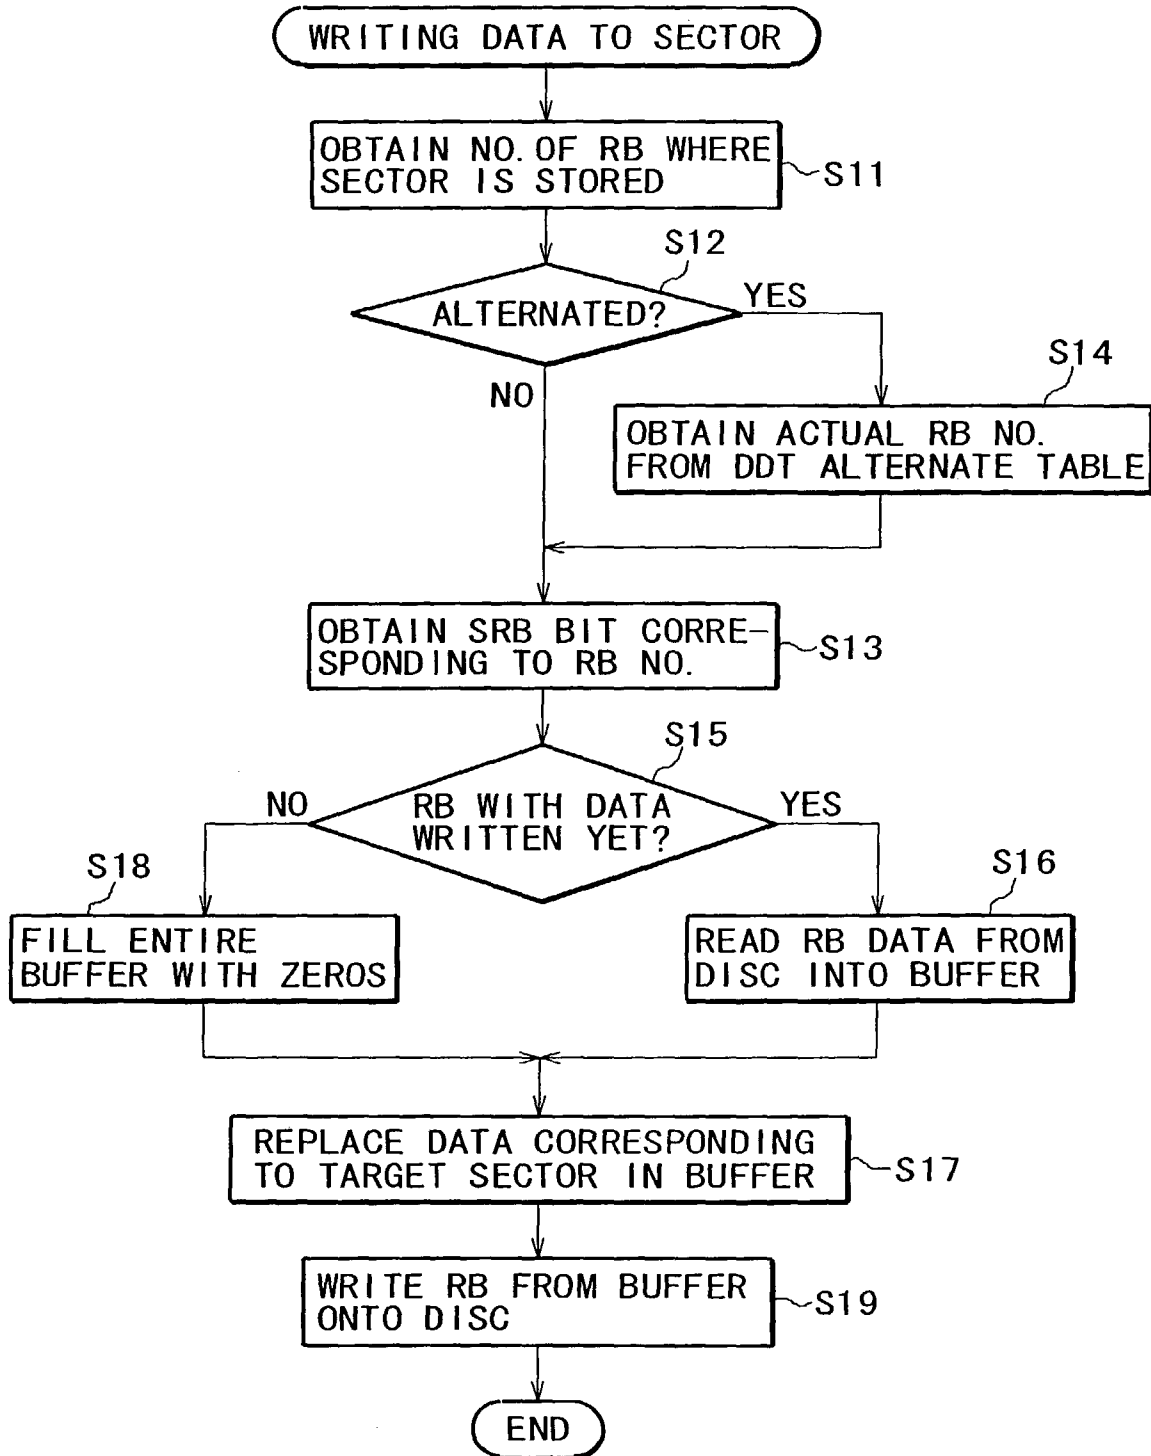 WRITING DATA TO SECTOR
OBTAIN NO. OF RB WHERE
SECTOR IS STORED
S11
S12
ALTERNATED?
YES
NO
S14
OBTAIN ACTUAL RB NO.
FROM DDT ALTERNATE TABLE
OBTAIN SRB BIT CORRE-
SPONDING TO RB NO.
S13
S15
RB WITH DATA
WRITTEN YET?
NO
YES
S18
FILL ENTIRE
BUFFER WITH ZEROS
S16
READ RB DATA FROM
DISC INTO BUFFER
REPLACE DATA CORRESPONDING
TO TARGET SECTOR IN BUFFER
S17
WRITE RB FROM BUFFER
ONTO DISC
S19
END